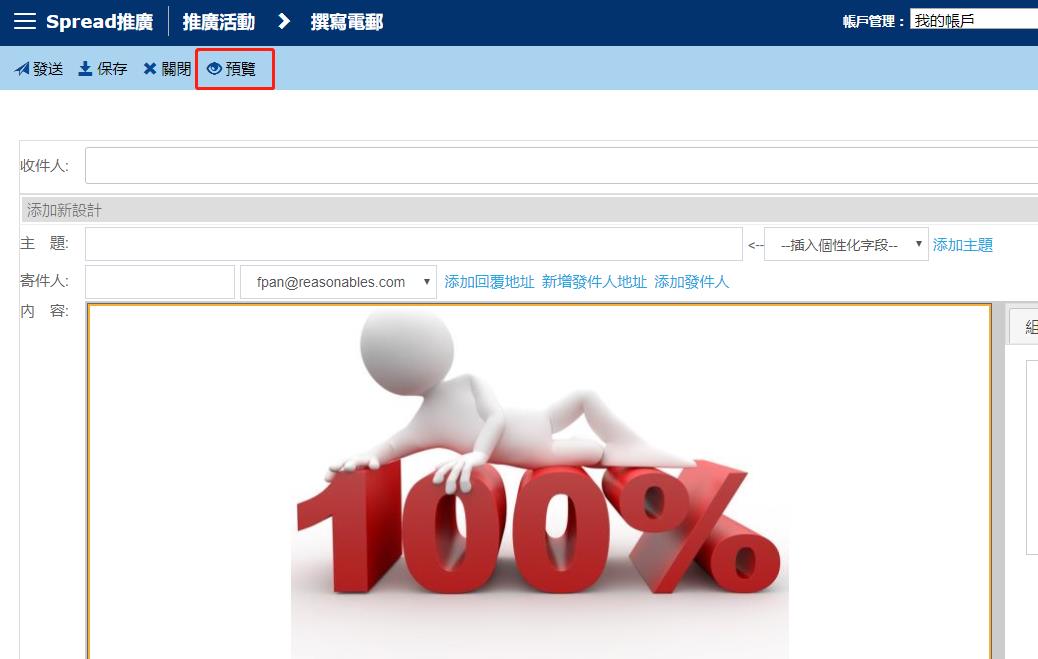 Spread推廣 推廣活動 撰寫電郵 帳戶管理： 我的帳戶
發送 保存 關閉 預覽
收件人:
添加新設計
主 題: <-- --插入個性化字段-- 添加主題
寄件人: fpan@reasonables.com 添加回覆地址 新增發件人地址 添加發件人
內 容:
組
100%